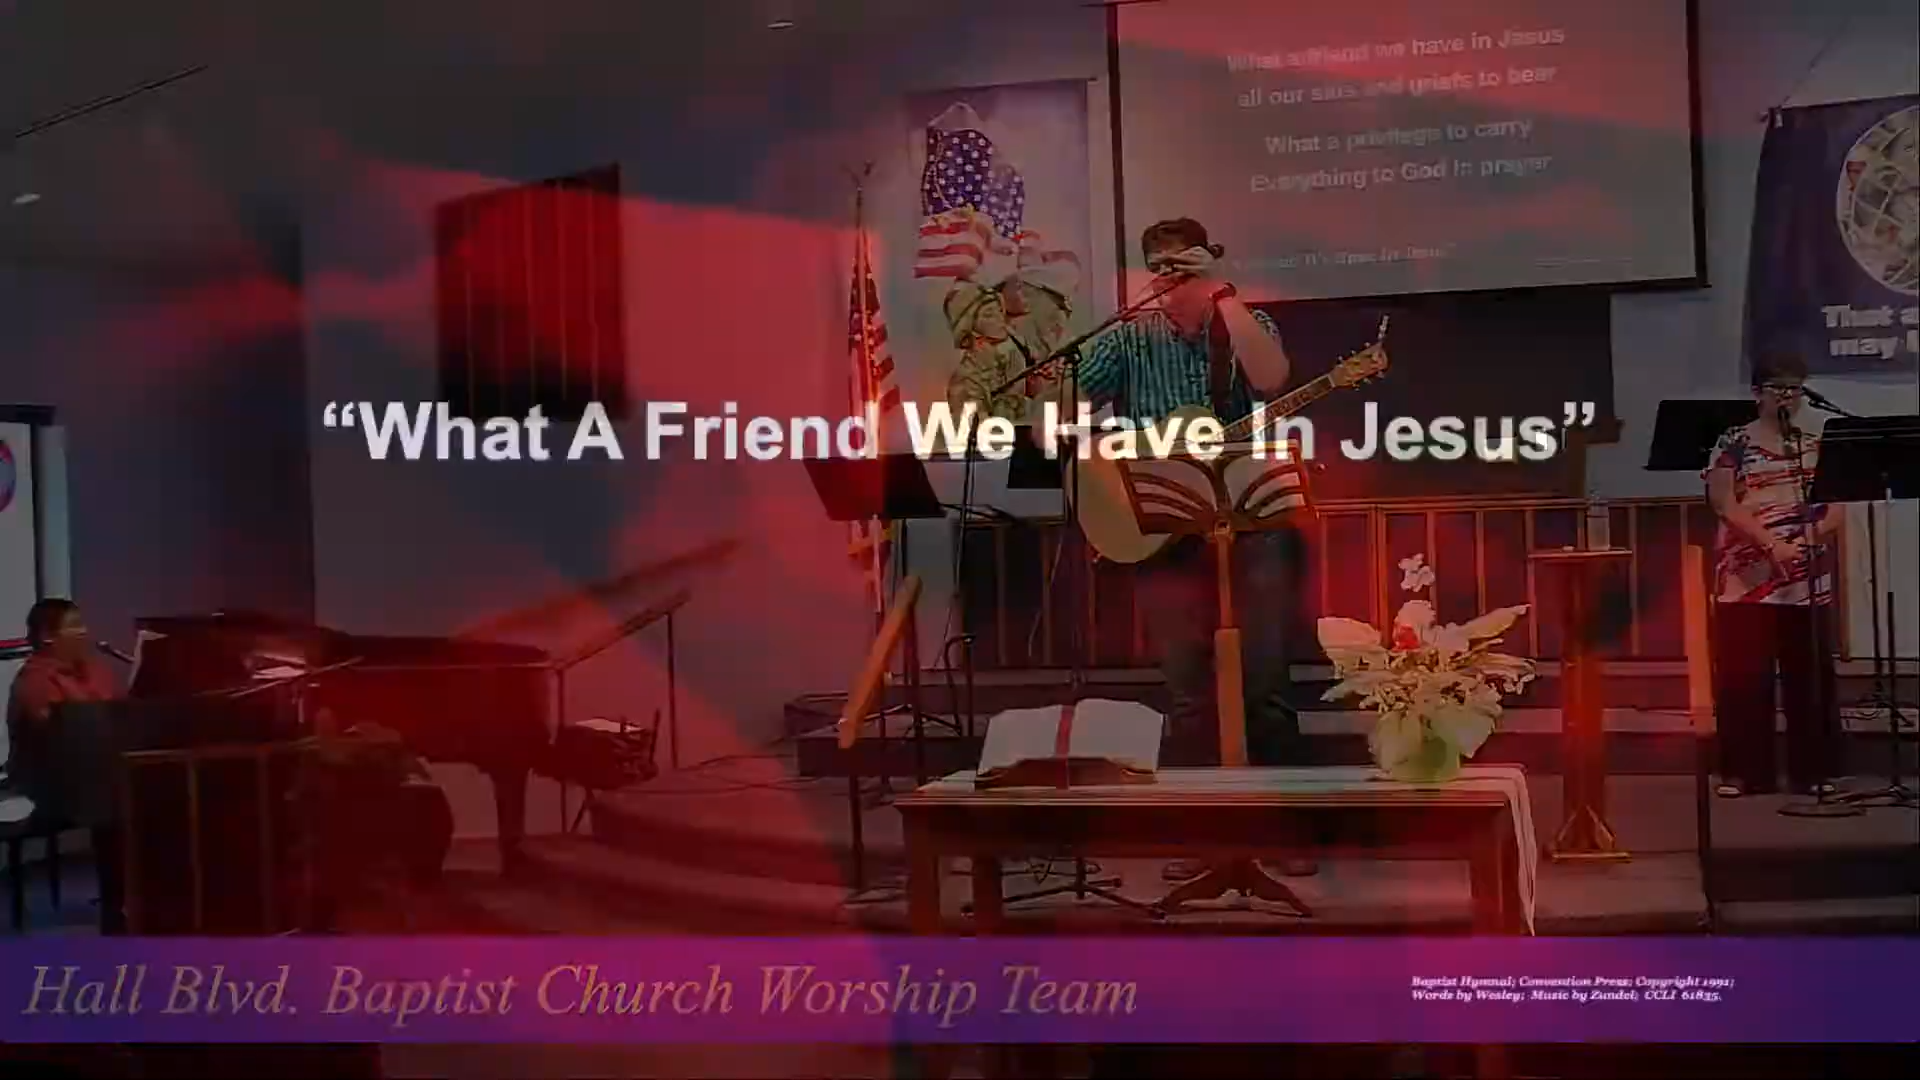 What a friend we have in Jesus
all our sins and griefs to bear
What a privilege to carry
Everything to God in prayer
That a
may
“What A Friend We Have In Jesus”
Hall Blvd. Baptist Church Worship Team
Baptist Hymnal; Convention Press; Copyright 1991;
Words by Wesley; Music by Zundel; CCLI 61835.